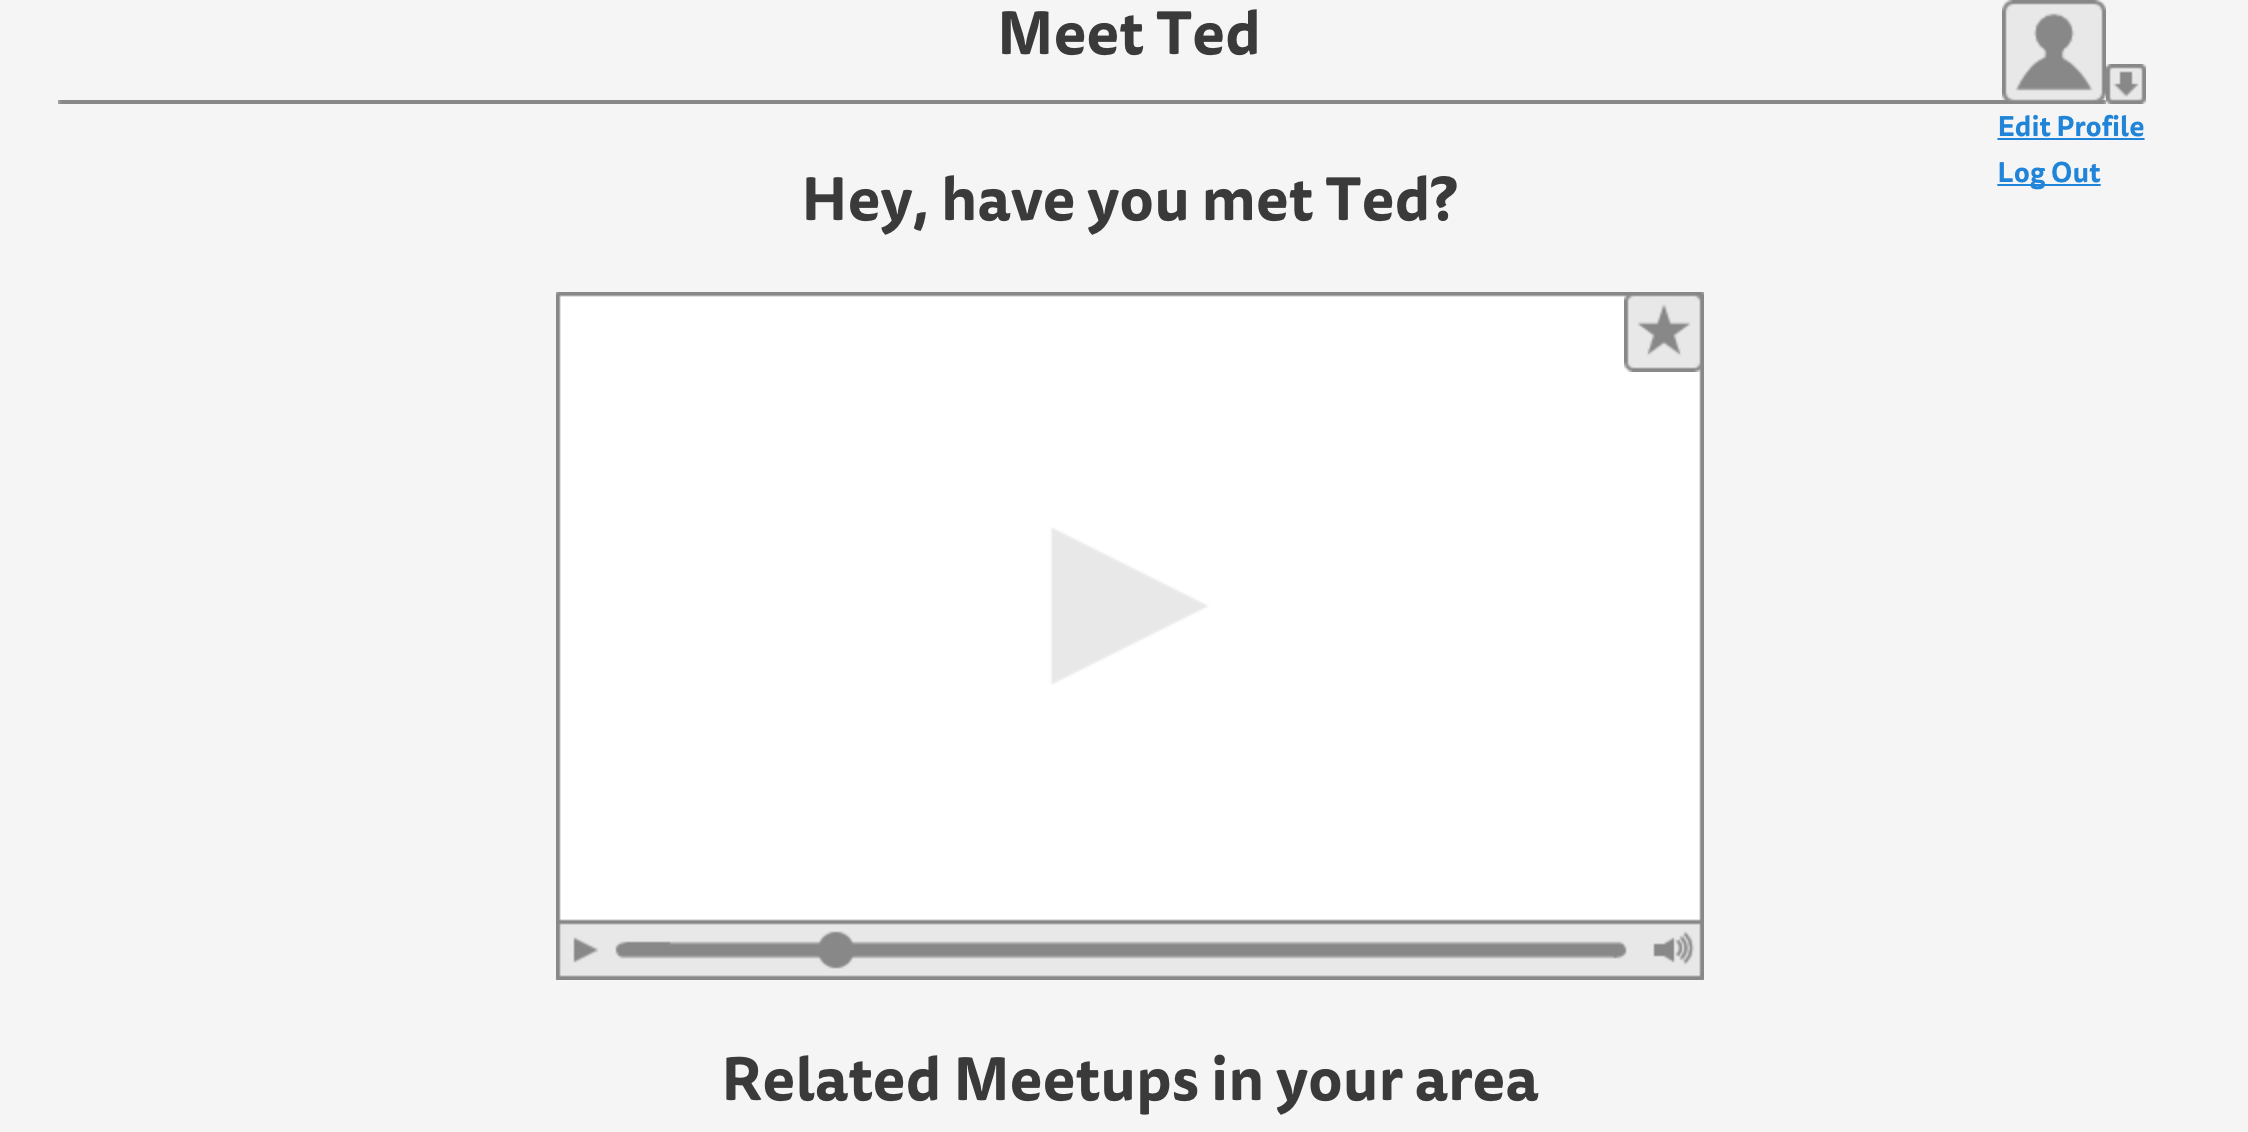 Meet Ted
Edit Profile
Log Out
Hey, have you met Ted?
Related Meetups in your area